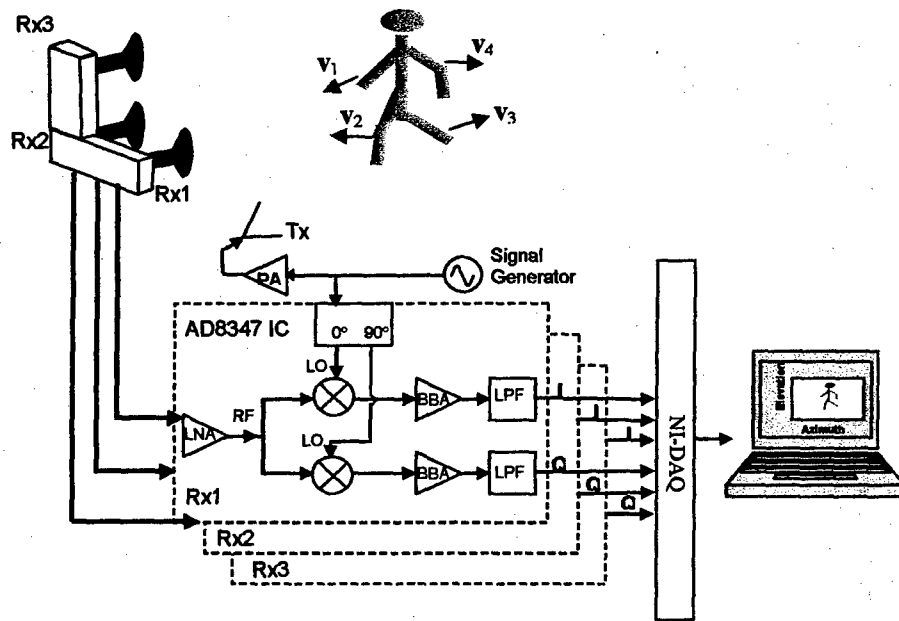 Rx3
v1
v4
v2
v3
Rx2
Rx1
Tx
PA
Signal
Generator
AD8347 IC
0° 90°
LO
LNA
RF
BBA
LPF
I
I
I
LO
BBA
LPF
Q
Q
Q
Rx1
Rx2
Rx3
NI-DAQ
Elevation
Azimuth